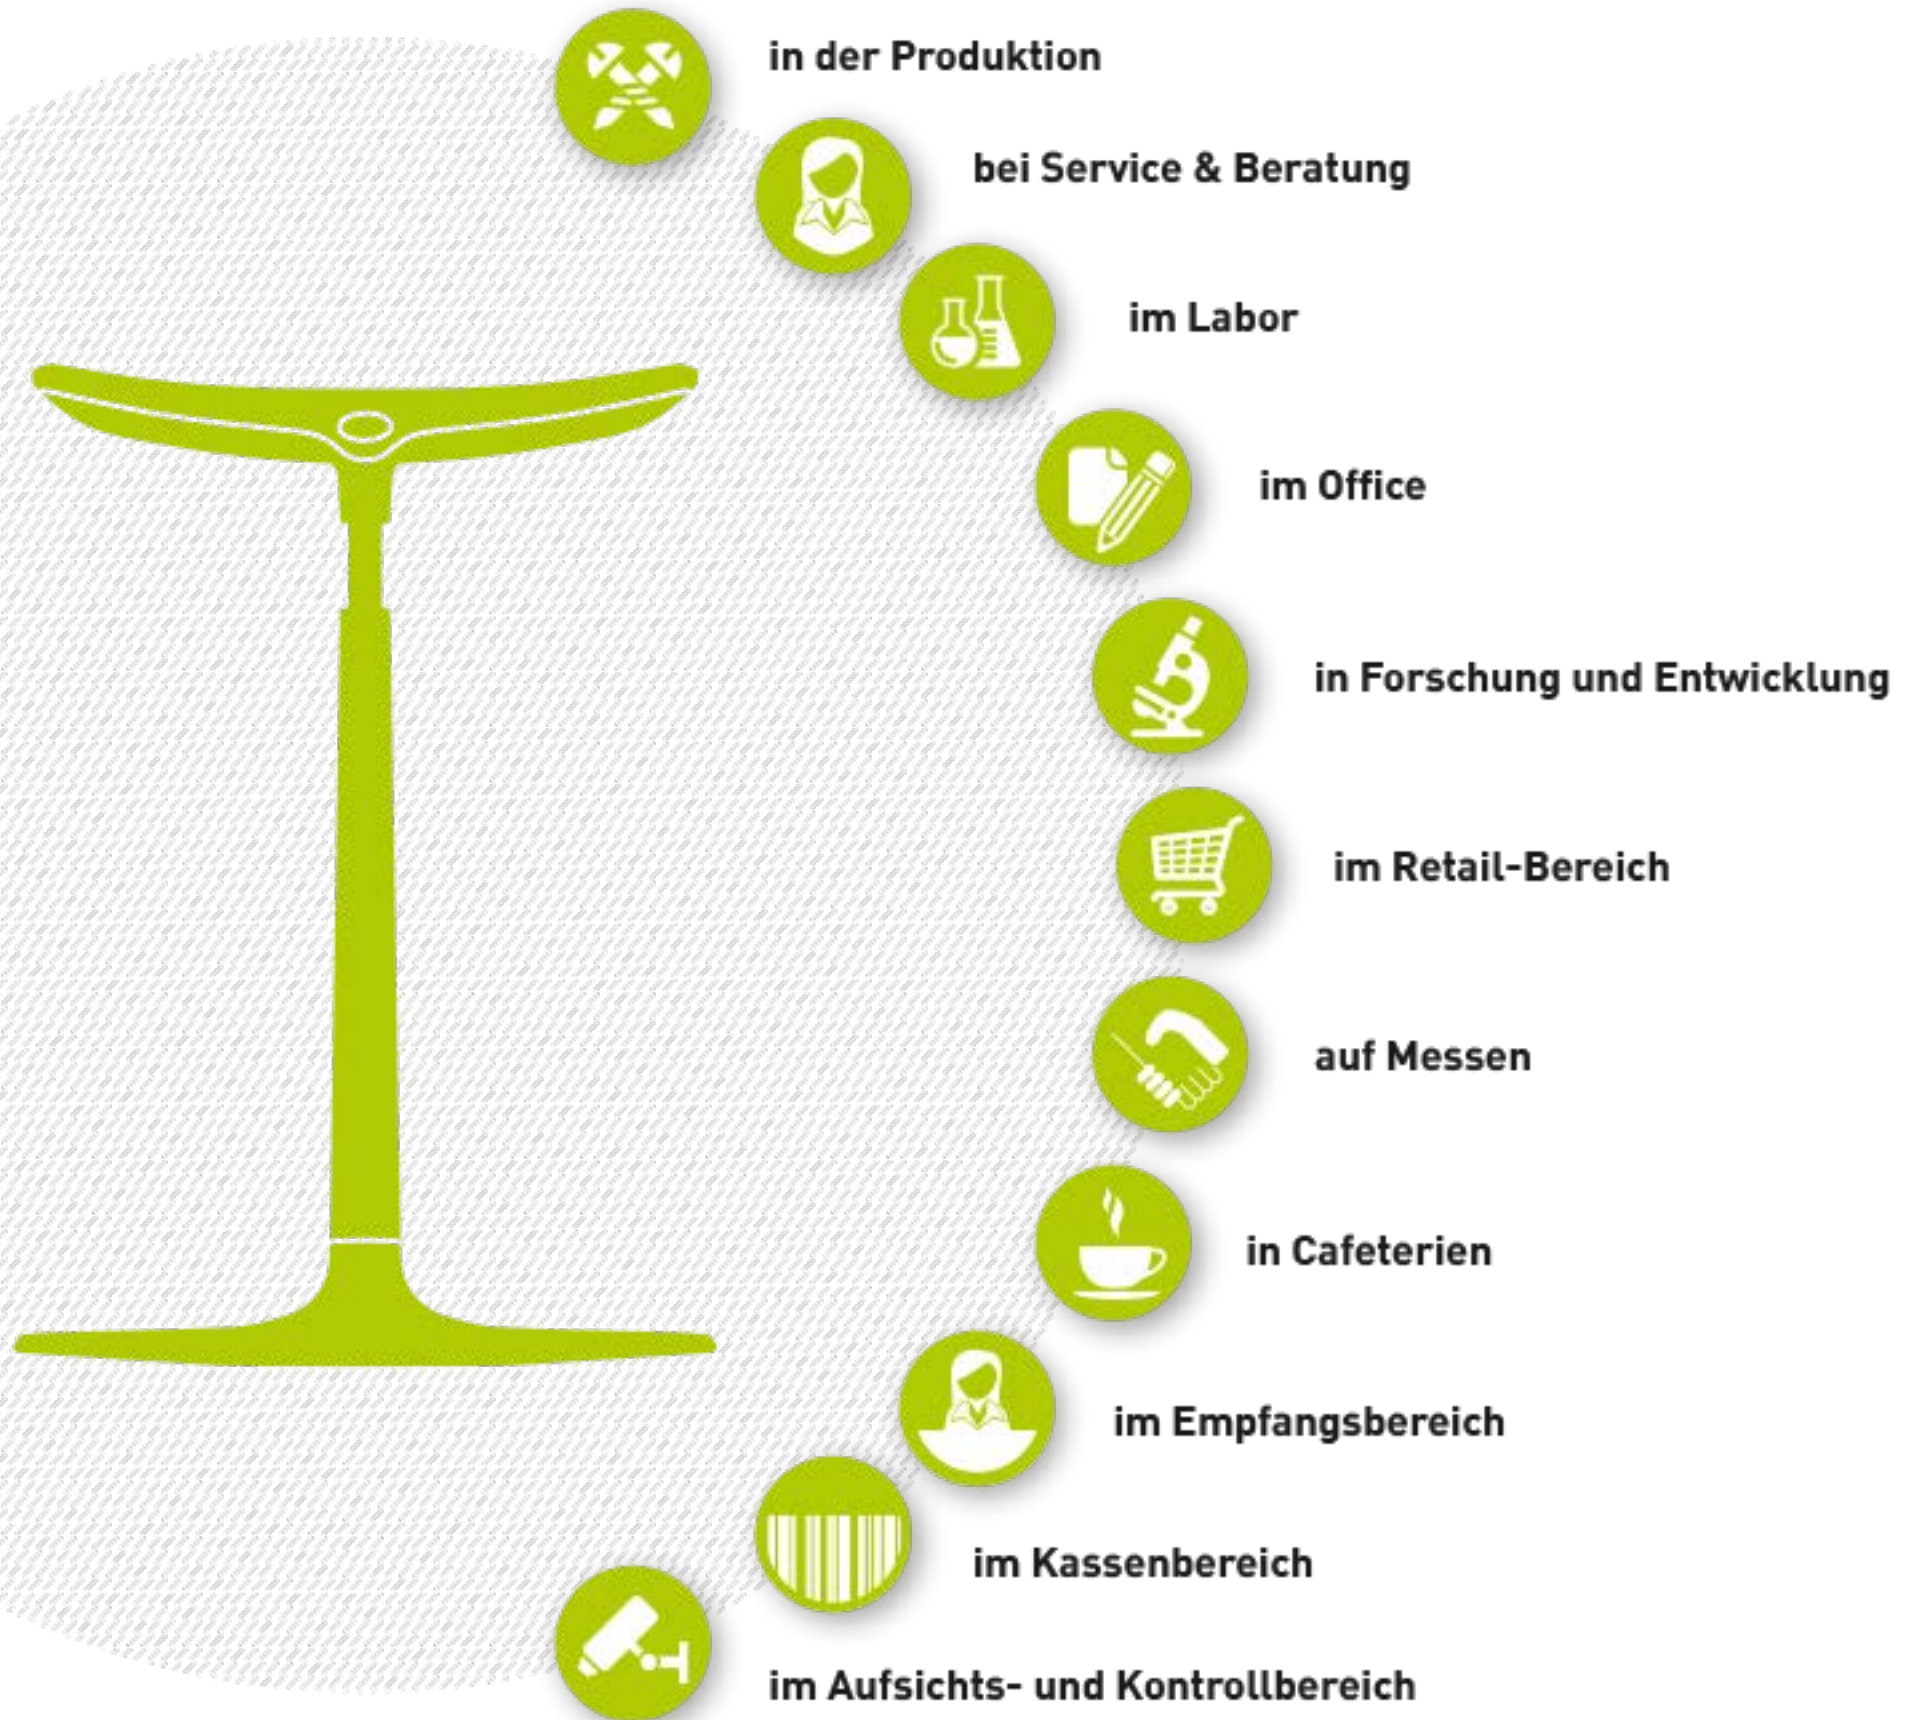 in der Produktion
bei Service & Beratung
im Labor
im Office
in Forschung und Entwicklung
im Retail-Bereich
auf Messen
in Cafeterien
im Empfangsbereich
im Kassenbereich
im Aufsichts- und Kontrollbereich